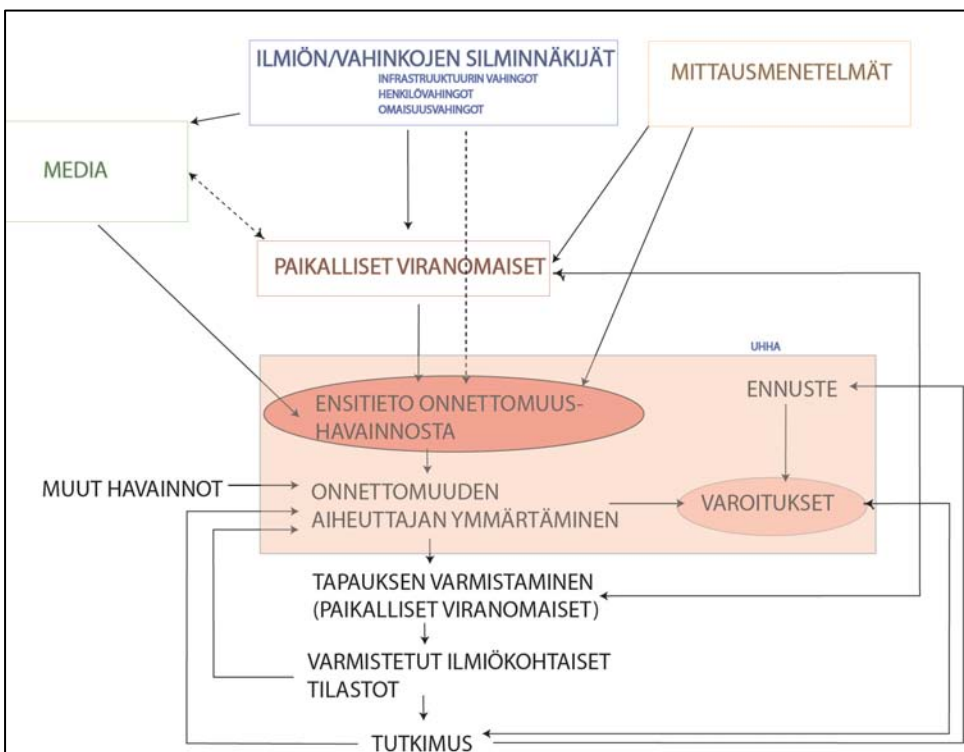 ILMIÖN/VAHINKOJEN SILMINNÄKIJÄT
INFRASTRUUKTUURIN VAHINGOT
HENKILÖVAHINGOT
OMAISUUSVAHINGOT
MITTAUSMENETELMÄT
MEDIA
PAIKALLISET VIRANOMAISET
UHHA
ENSITIETO ONNETTOMUUS-
HAVAINNOSTA
ENNUSTE
MUUT HAVAINNOT
ONNETTOMUUDEN
AIHEUTTAJAN YMMÄRTÄMINEN
VAROITUKSET
TAPAUKSEN VARMISTAMINEN
(PAIKALLISET VIRANOMAISET)
VARMISTETUT ILMIÖKOHTAISET
TILASTOT
TUTKIMUS